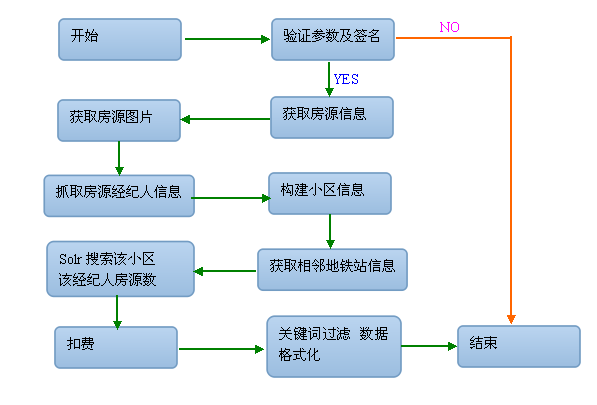 开始
验证参数及签名
NO
YES
获取房源信息
获取房源图片
抓取房源经纪人信息
构建小区信息
获取相邻地铁站信息
Solr 搜索该小区
该经纪人房源数
扣费
关键词过滤 数据
格式化
结束